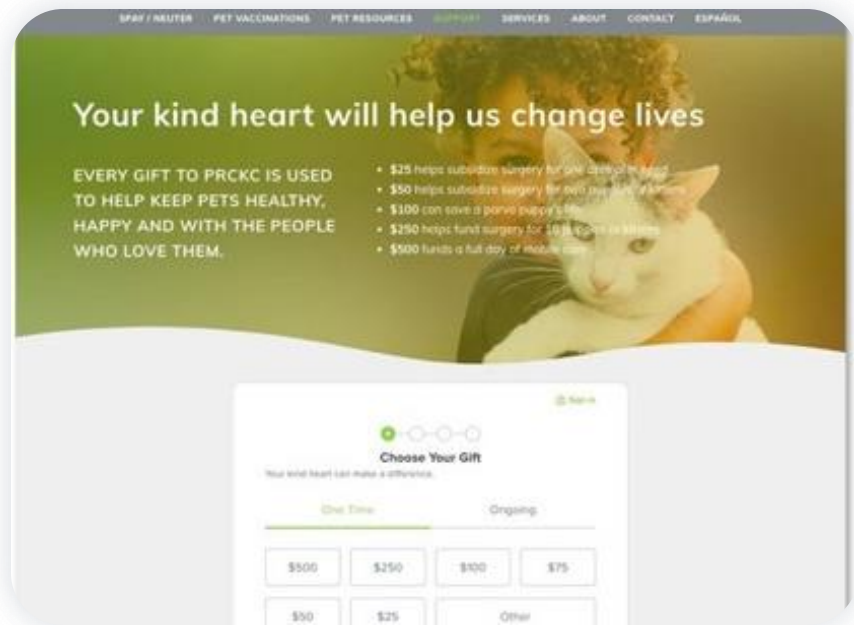 SPAY / NEUTER PET VACCINATIONS PET RESOURCES SUPPORT SERVICES ABOUT CONTACT ESPAÑOL
Your kind heart will help us change lives
EVERY GIFT TO PRCKC IS USED
TO HELP KEEP PETS HEALTHY,
HAPPY AND WITH THE PEOPLE
WHO LOVE THEM.
• $25 helps subsidize surgery for one
• $50 helps subsidize surgery for two kittens
• $100 can save a parvo puppy's
• $250 helps fund surgery for 10
• $500 funds a full day of mobile
Sign in
Choose Your Gift
Your kind heart can make a difference.
One Time Ongoing
$500 $250 $100 $75
$50 $25 Other